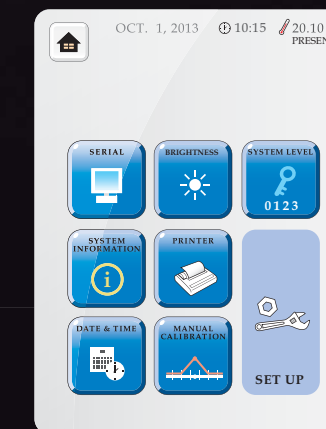 OCT. 1, 2013 10:15 20.10
PRESEN
SERIAL
BRIGHTNESS
SYSTEM LEVEL
0123
SYSTEM
INFORMATION
i
PRINTER
DATE & TIME
MANUAL
CALIBRATION
SET UP